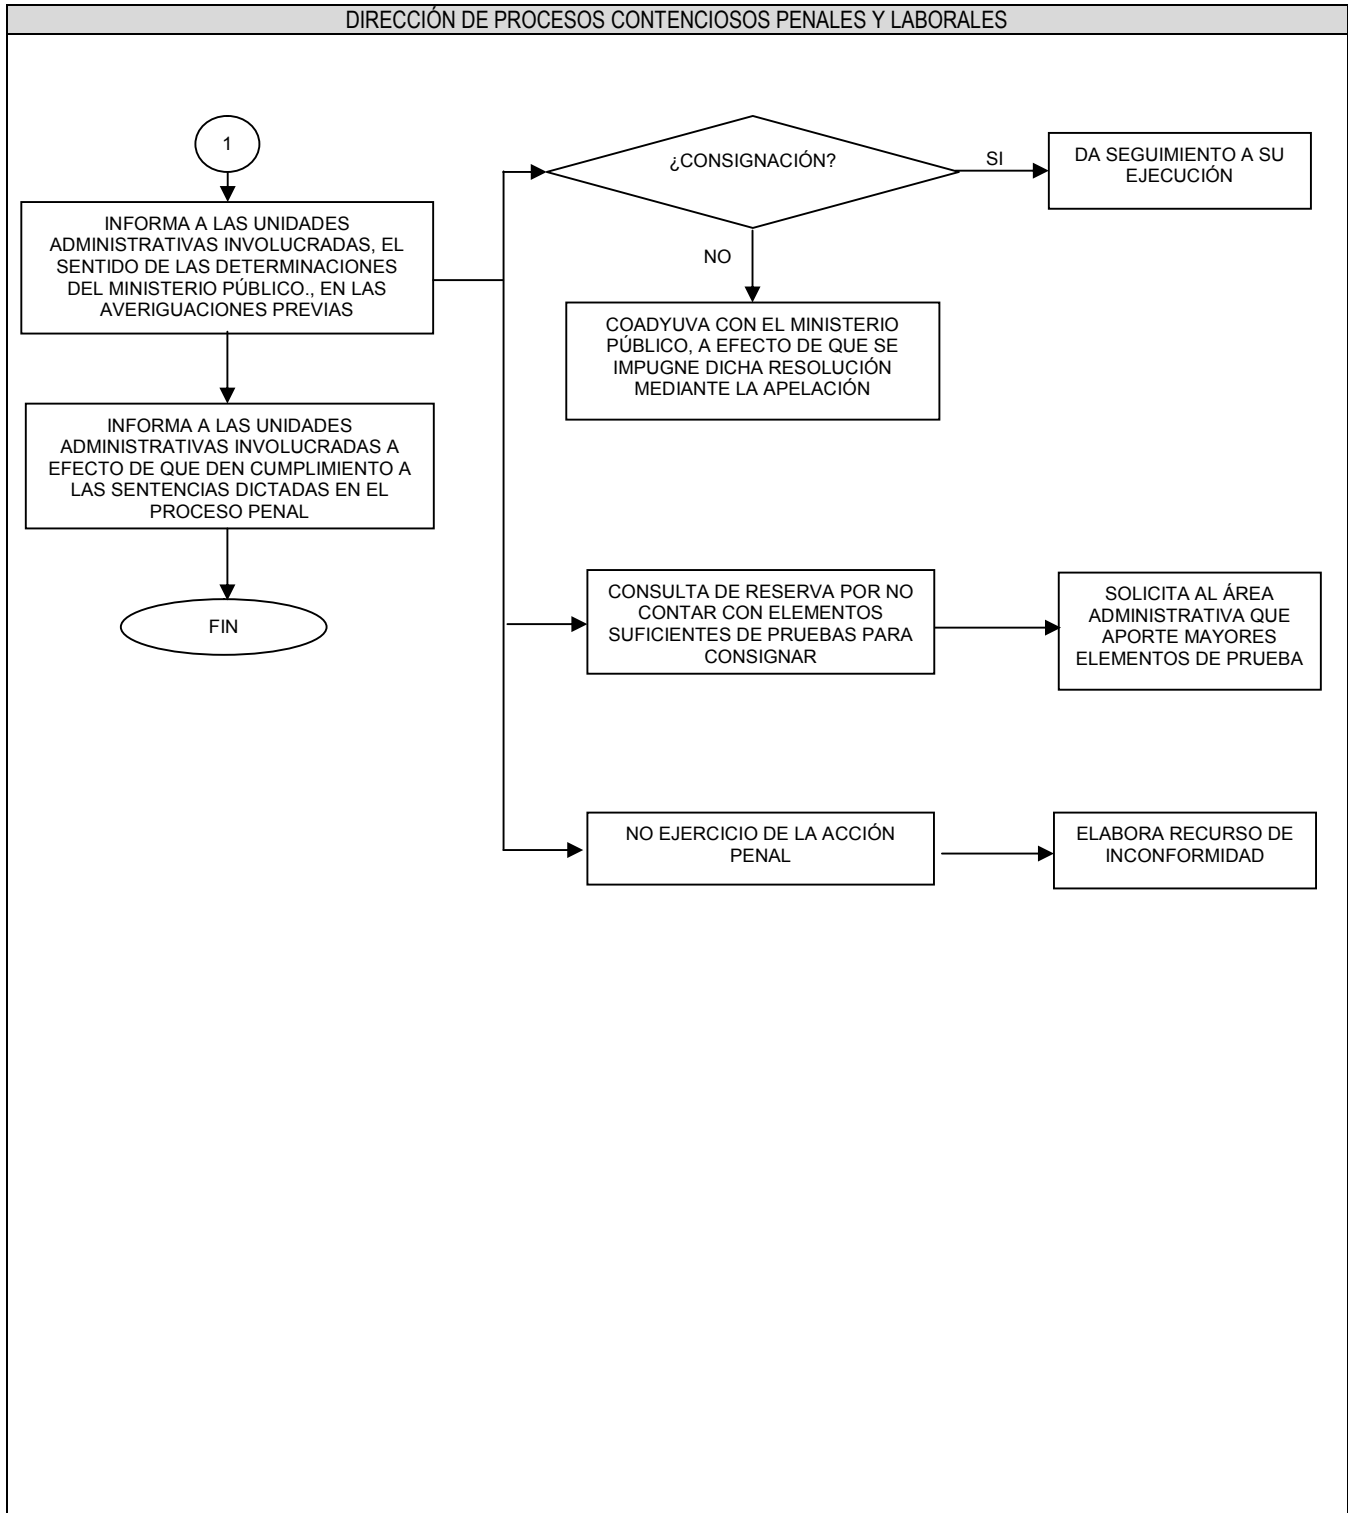 DIRECCIÓN DE PROCESOS CONTENCIOSOS PENALES Y LABORALES
1
INFORMA A LAS UNIDADES
ADMINISTRATIVAS INVOLUCRADAS, EL
SENTIDO DE LAS DETERMINACIONES
DEL MINISTERIO PÚBLICO., EN LAS
AVERIGUACIONES PREVIAS
INFORMA A LAS UNIDADES
ADMINISTRATIVAS INVOLUCRADAS A
EFECTO DE QUE DEN CUMPLIMIENTO A
LAS SENTENCIAS DICTADAS EN EL
PROCESO PENAL
FIN
¿CONSIGNACIÓN?
SI
DA SEGUIMIENTO A SU
EJECUCIÓN
NO
COADYUVA CON EL MINISTERIO
PÚBLICO, A EFECTO DE QUE SE
IMPUGNE DICHA RESOLUCIÓN
MEDIANTE LA APELACIÓN
CONSULTA DE RESERVA POR NO
CONTAR CON ELEMENTOS
SUFICIENTES DE PRUEBAS PARA
CONSIGNAR
SOLICITA AL ÁREA
ADMINISTRATIVA QUE
APORTE MAYORES
ELEMENTOS DE PRUEBA
NO EJERCICIO DE LA ACCIÓN
PENAL
ELABORA RECURSO DE
INCONFORMIDAD